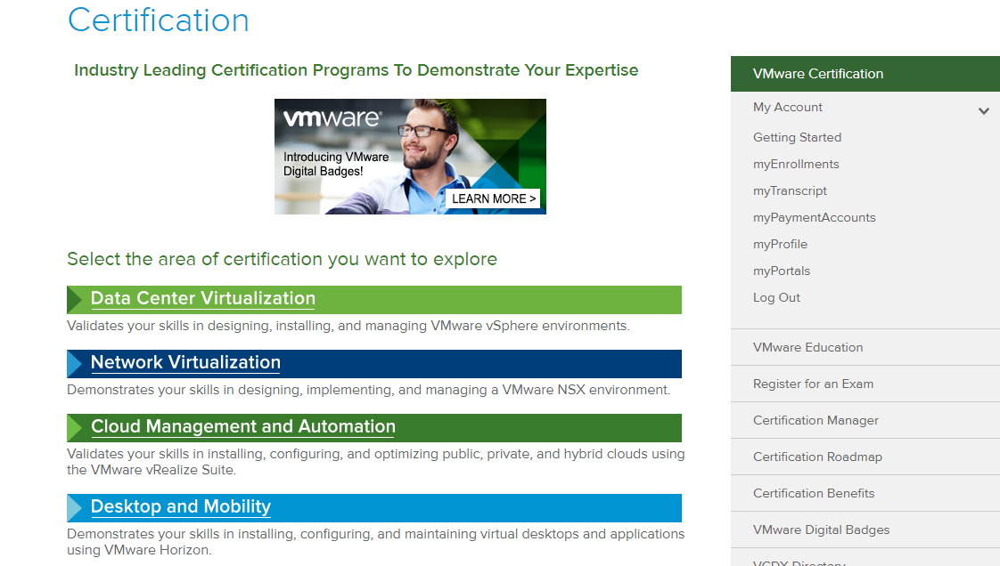 Certification
Industry Leading Certification Programs To Demonstrate Your Expertise
vmware®
Introducing VMware
Digital Badges!
LEARN MORE >
Select the area of certification you want to explore
Data Center Virtualization
Validates your skills in designing, installing, and managing VMware vSphere environments.
Network Virtualization
Demonstrates your skills in designing, implementing, and managing a VMware NSX environment.
Cloud Management and Automation
Validates your skills in installing, configuring, and optimizing public, private, and hybrid clouds using
the VMware vRealize Suite.
Desktop and Mobility
Demonstrates your skills in installing, configuring, and maintaining virtual desktops and applications
using VMware Horizon.
VMware Certification
My Account
Getting Started
myEnrollments
myTranscript
myPaymentAccounts
myProfile
myPortals
Log Out
VMware Education
Register for an Exam
Certification Manager
Certification Roadmap
Certification Benefits
VMware Digital Badges
VCDX Directory